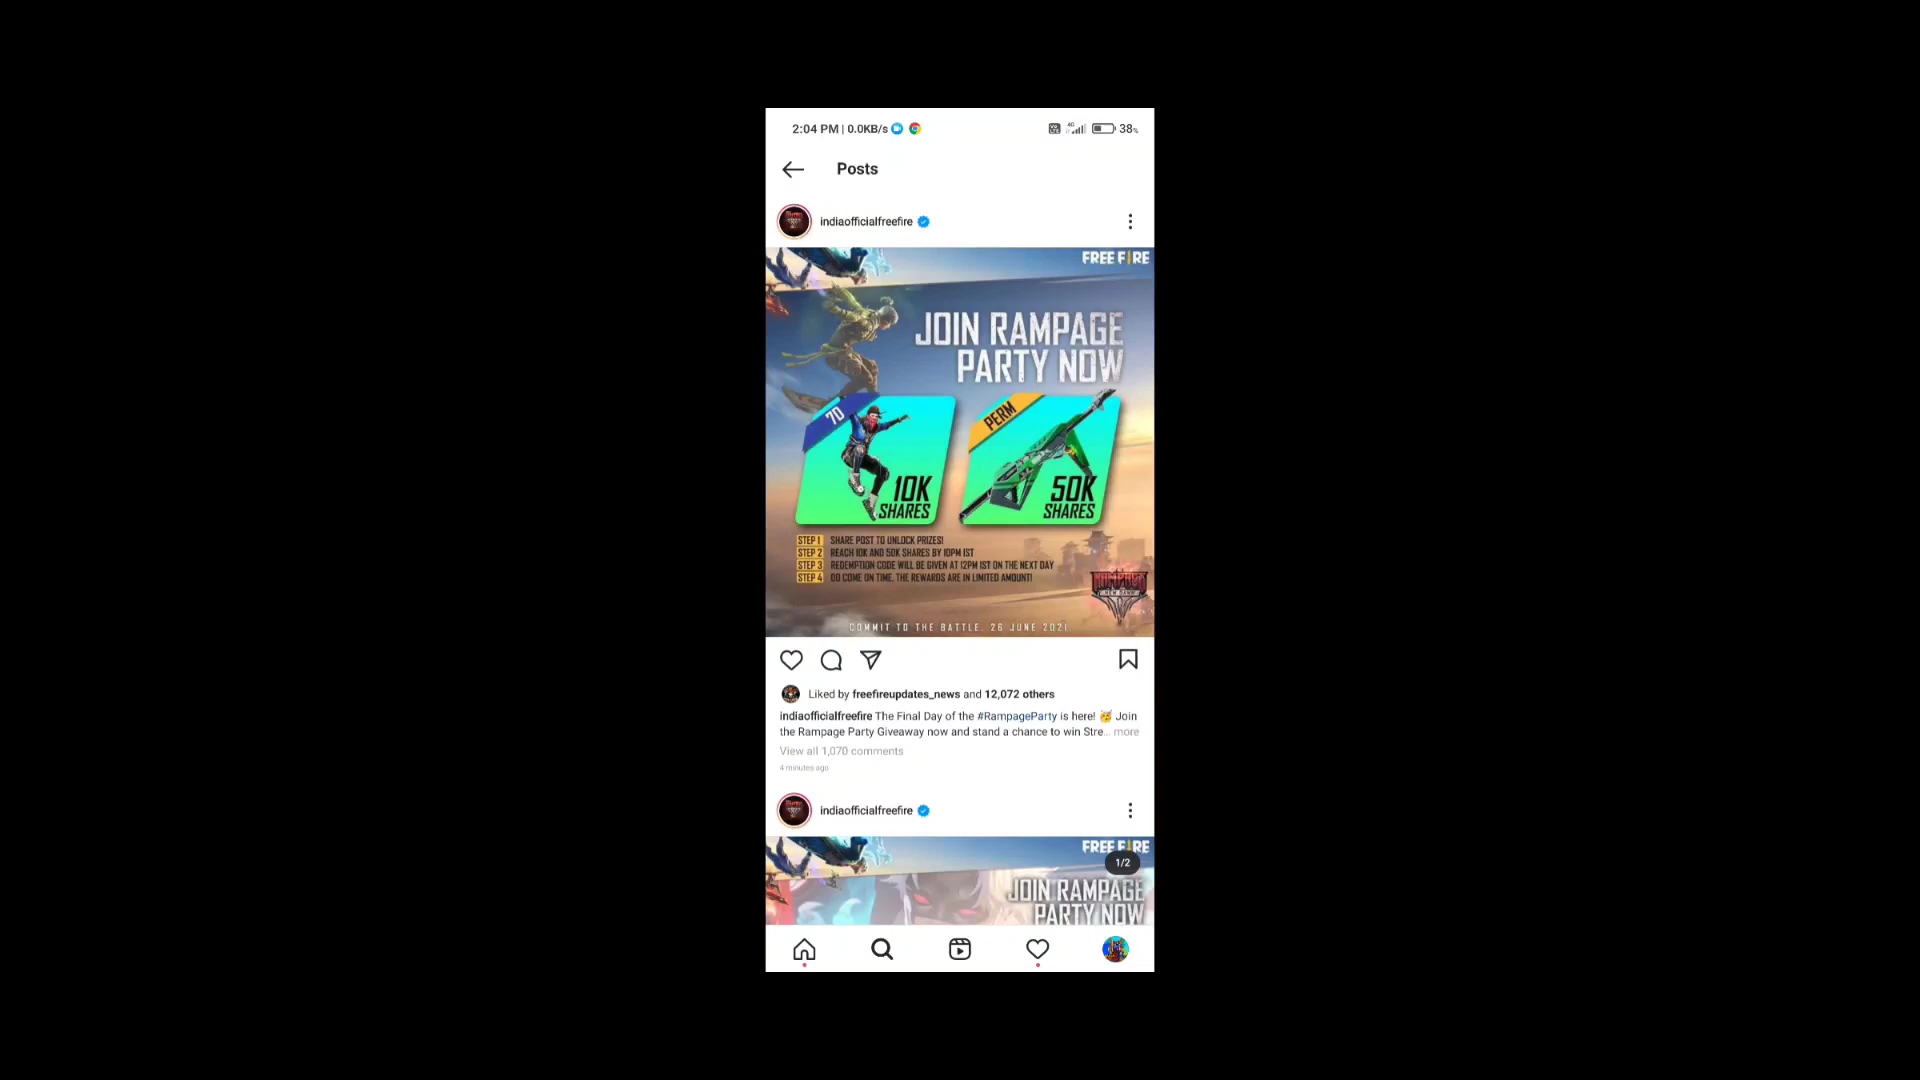 2:04 PM | 0.0KB/s
4G
38%
Posts
indiaofficialfreefire
FREE FIRE
JOIN RAMPAGE
PARTY NOW
7D
10K
SHARES
PERM
50K
SHARES
STEP 1 SHARE POST TO UNLOCK PRIZES!
STEP 2 REACH 10K AND 50K SHARES BY 10PM IST
STEP 3 REDEMPTION CODE WILL BE GIVEN AT 12PM IST ON THE NEXT DAY
STEP 4 DO COME ON TIME, THE REWARDS ARE IN LIMITED AMOUNT!
RAMPAGE
NEW DAWN
COMMIT TO THE BATTLE. 26 JUNE 2021
Liked by freefireupdates_news and 12,072 others
indiaofficialfreefire The Final Day of the #RampageParty is here! 🥳 Join
the Rampage Party Giveaway now and stand a chance to win Stre... more
View all 1,070 comments
4 minutes ago
indiaofficialfreefire
FREE FIRE
1/2
JOIN RAMPAGE
PARTY NOW